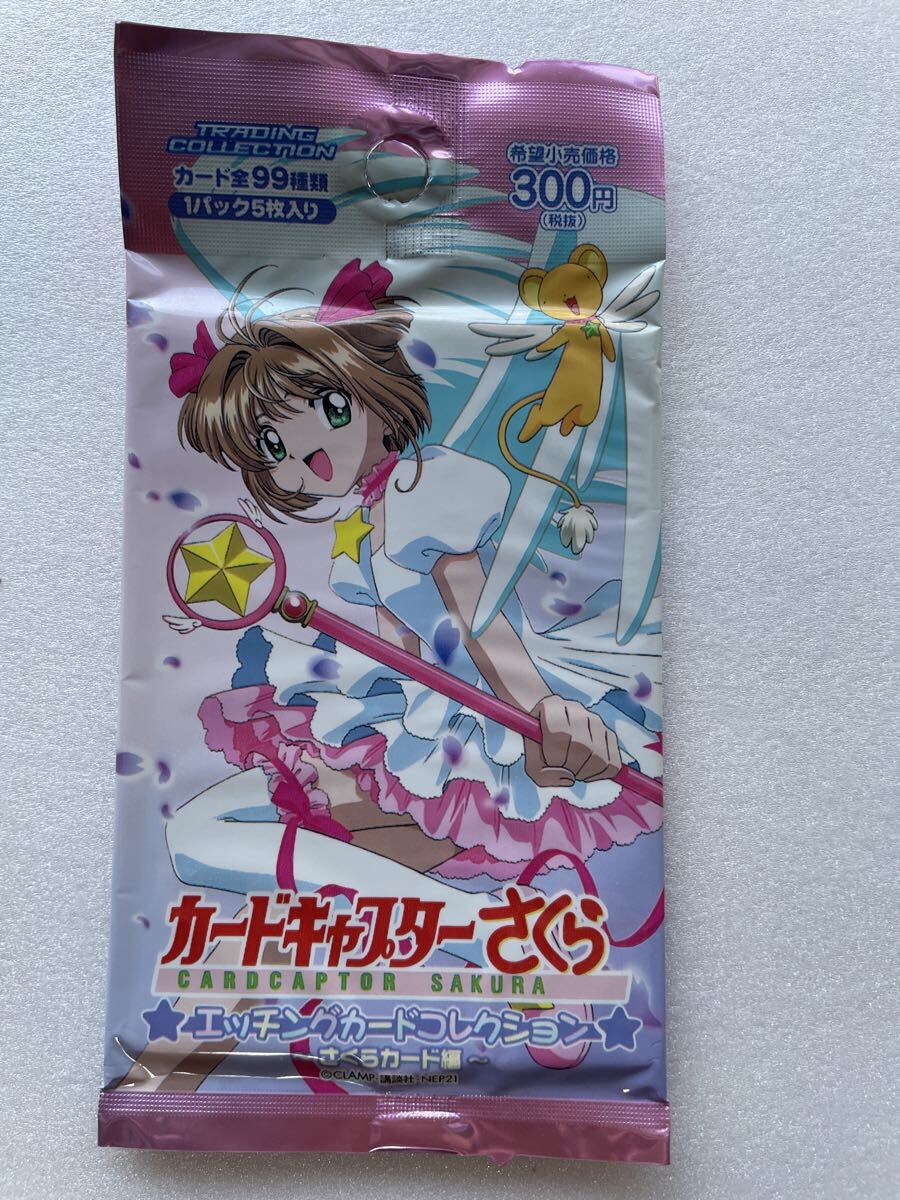 TRADING
COLLECTION
カード全99種類
1パック5枚入り
希望小売価格
300円
(税抜)
カードキャプターさくら
CARDCAPTOR SAKURA
★エッチングカードコレクション★
～さくらカード編～
©CLAMP・講談社・NEP21